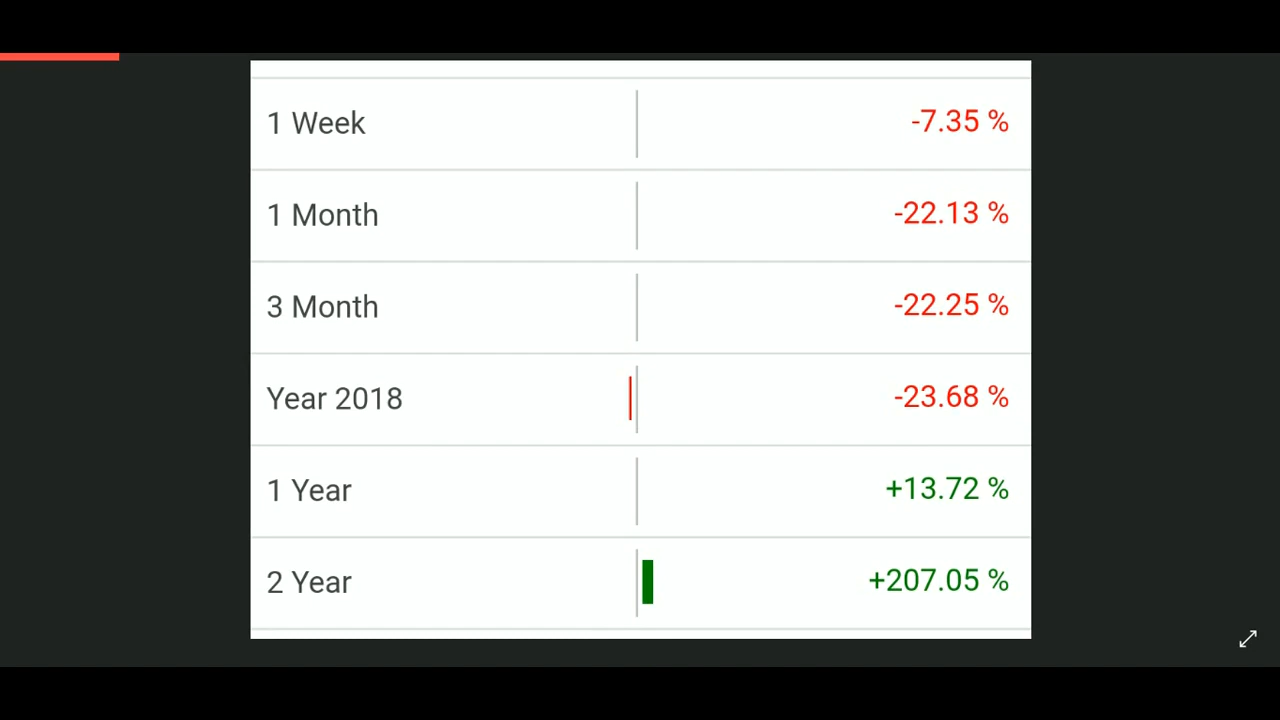 1 Week -7.35 %
1 Month -22.13 %
3 Month -22.25 %
Year 2018 -23.68 %
1 Year +13.72 %
2 Year +207.05 %